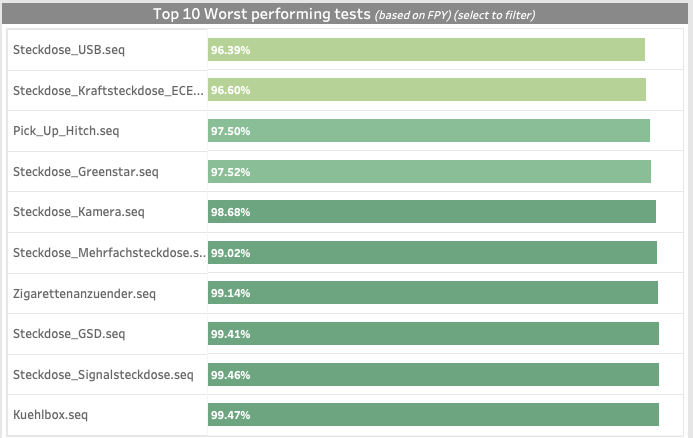 Top 10 Worst performing tests (based on FPY) (select to filter)
Steckdose_USB.seq 96.39%
Steckdose_Kraftsteckdose_ECE... 96.60%
Pick_Up_Hitch.seq 97.50%
Steckdose_Greenstar.seq 97.52%
Steckdose_Kamera.seq 98.68%
Steckdose_Mehrfachsteckdose.s.. 99.02%
Zigarettenanzuender.seq 99.14%
Steckdose_GSD.seq 99.41%
Steckdose_Signalsteckdose.seq 99.46%
Kuehlbox.seq 99.47%